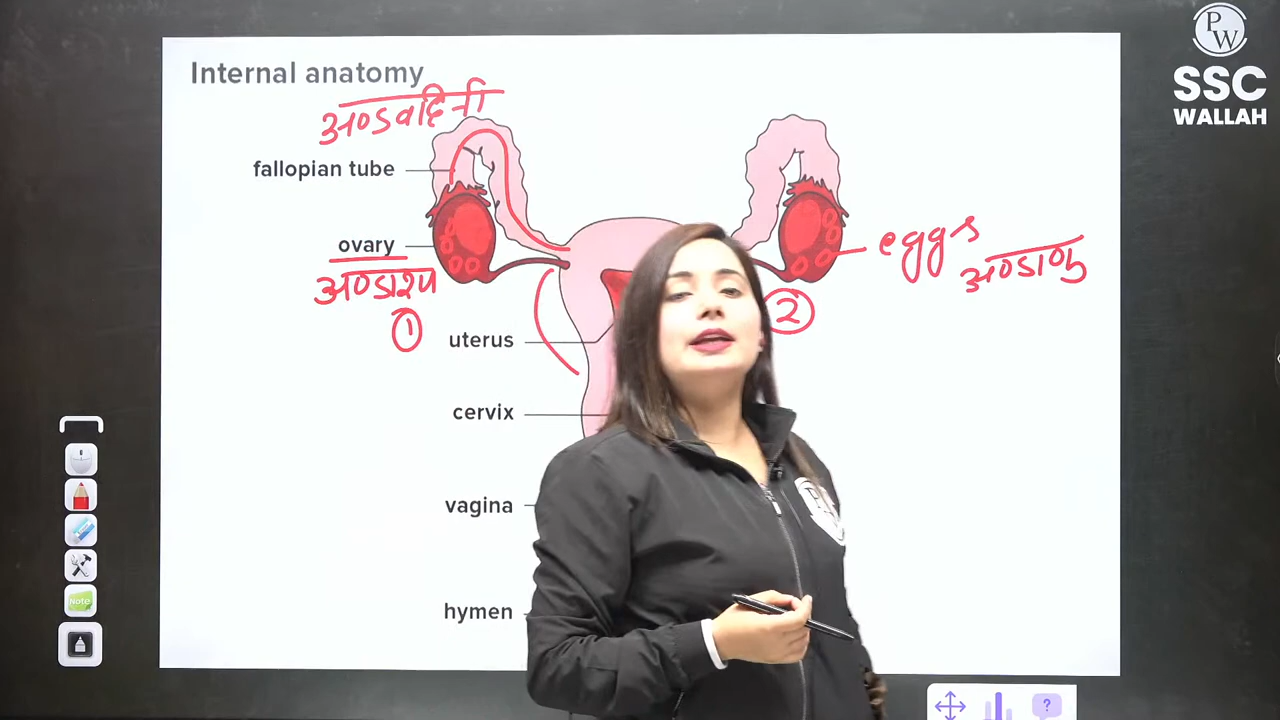 PW
SSC
WALLAH
Internal anatomy
अण्डवाहिनी
fallopian tube
ovary
अण्डाशय
1
eggs
अण्डाणु
2
uterus
cervix
vagina
hymen
Note
?